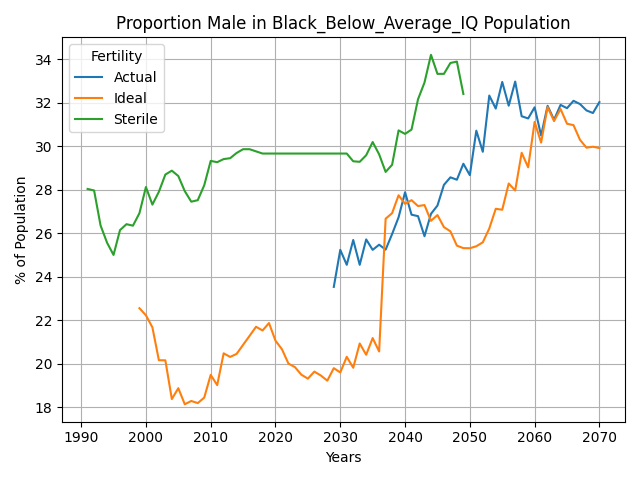 Proportion Male in Black_Below_Average_IQ Population
Fertility
Actual
Ideal
Sterile
% of Population
34
32
30
28
26
24
22
20
18
1990 2000 2010 2020 2030 2040 2050 2060 2070
Years